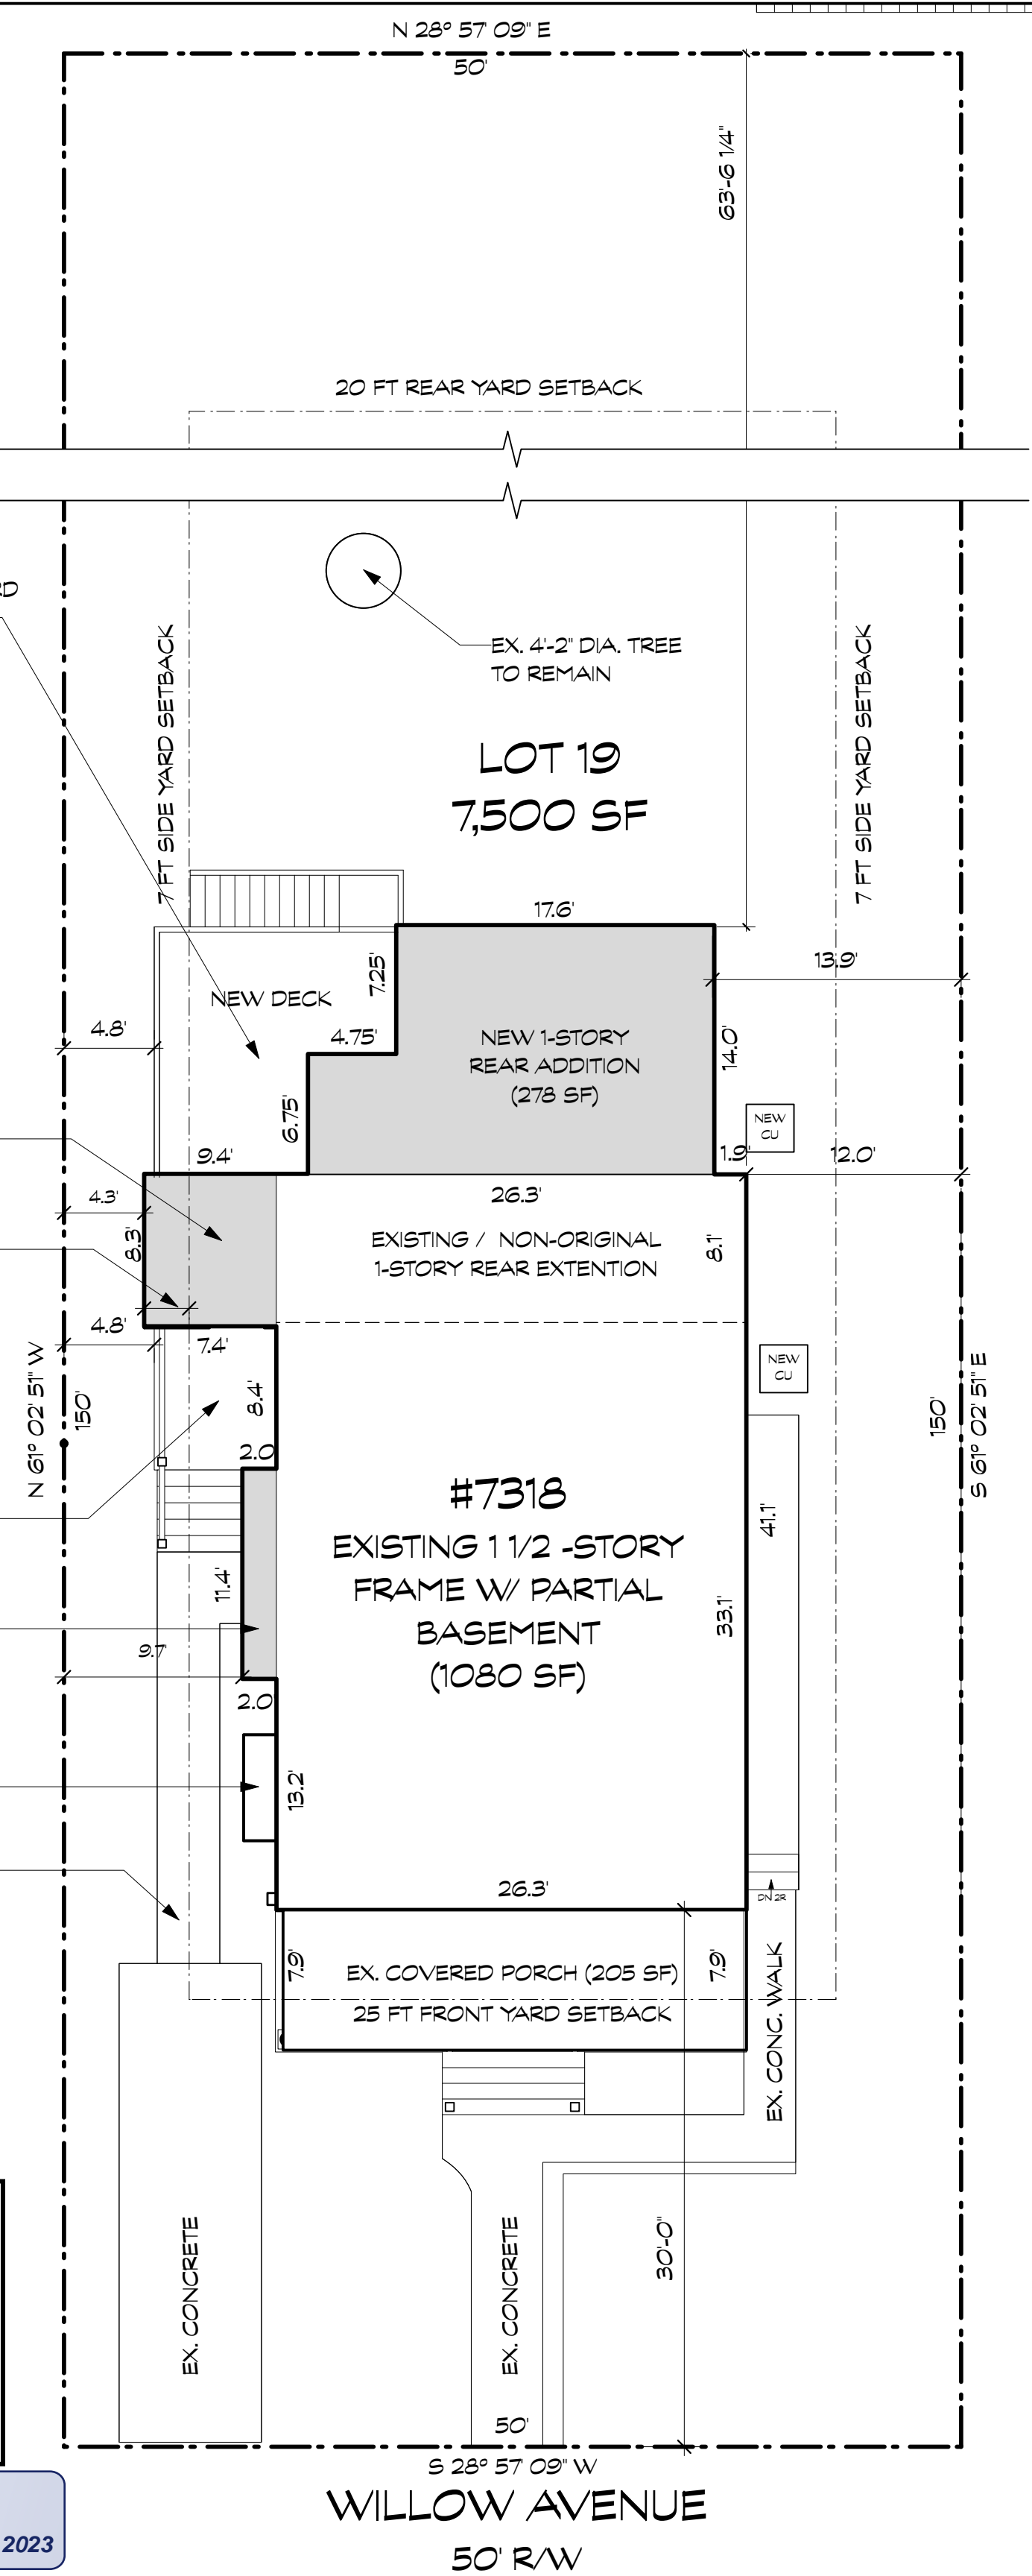 N 28° 57' 09" E
50'
63'-6 1/4"
20 FT REAR YARD SETBACK
EX. 4'-2" DIA. TREE
TO REMAIN
7 FT SIDE YARD SETBACK
7 FT SIDE YARD SETBACK
LOT 19
7,500 SF
17.6'
13.9'
7.25'
NEW DECK
4.8'
4.75'
NEW 1-STORY
REAR ADDITION
(278 SF)
14.0'
6.75'
NEW
CU
9.4'
1.9'
12.0'
4.3'
26.3'
8.3'
EXISTING / NON-ORIGINAL
1-STORY REAR EXTENTION
8.1'
4.8'
7.4'
NEW
CU
N 61° 02' 51" W
150'
8.4'
150'
S 61° 02' 51" E
2.0
#7318
EXISTING 1 1/2 -STORY
FRAME W/ PARTIAL
BASEMENT
(1080 SF)
41.1'
11.4'
33.1'
9.7'
2.0
13.2'
26.3'
DN 2R
7.9'
EX. COVERED PORCH (205 SF)
7.9'
25 FT FRONT YARD SETBACK
EX. CONC. WALK
EX. CONCRETE
EX. CONCRETE
30'-0"
50'
S 28° 57' 09" W
WILLOW AVENUE
50' R/W
2023